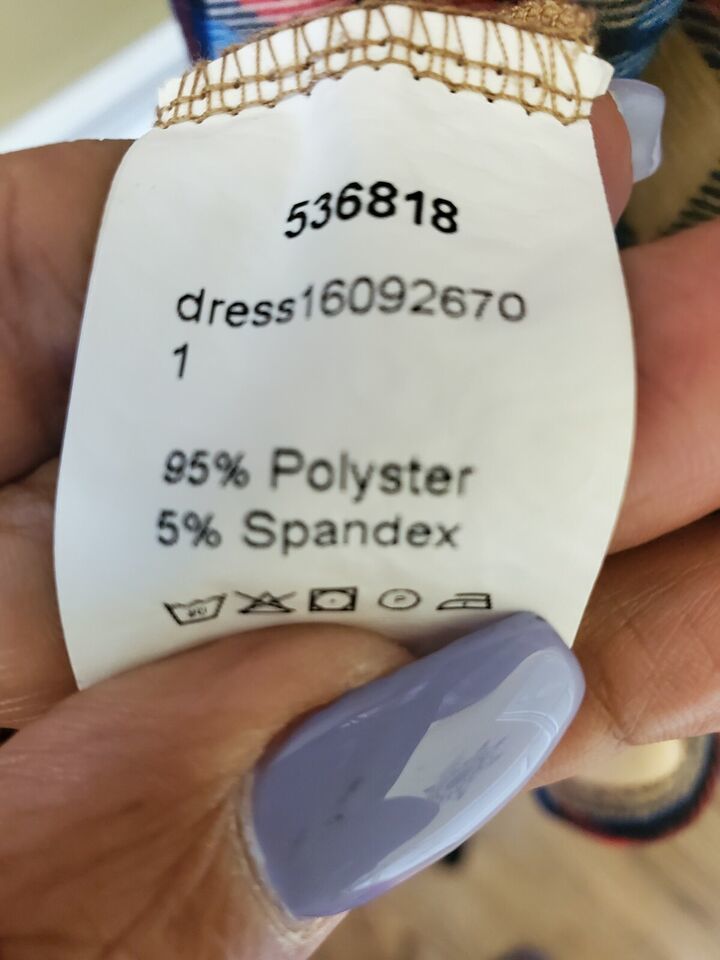 536818
dress16092670
1
95% Polyster
5% Spandex